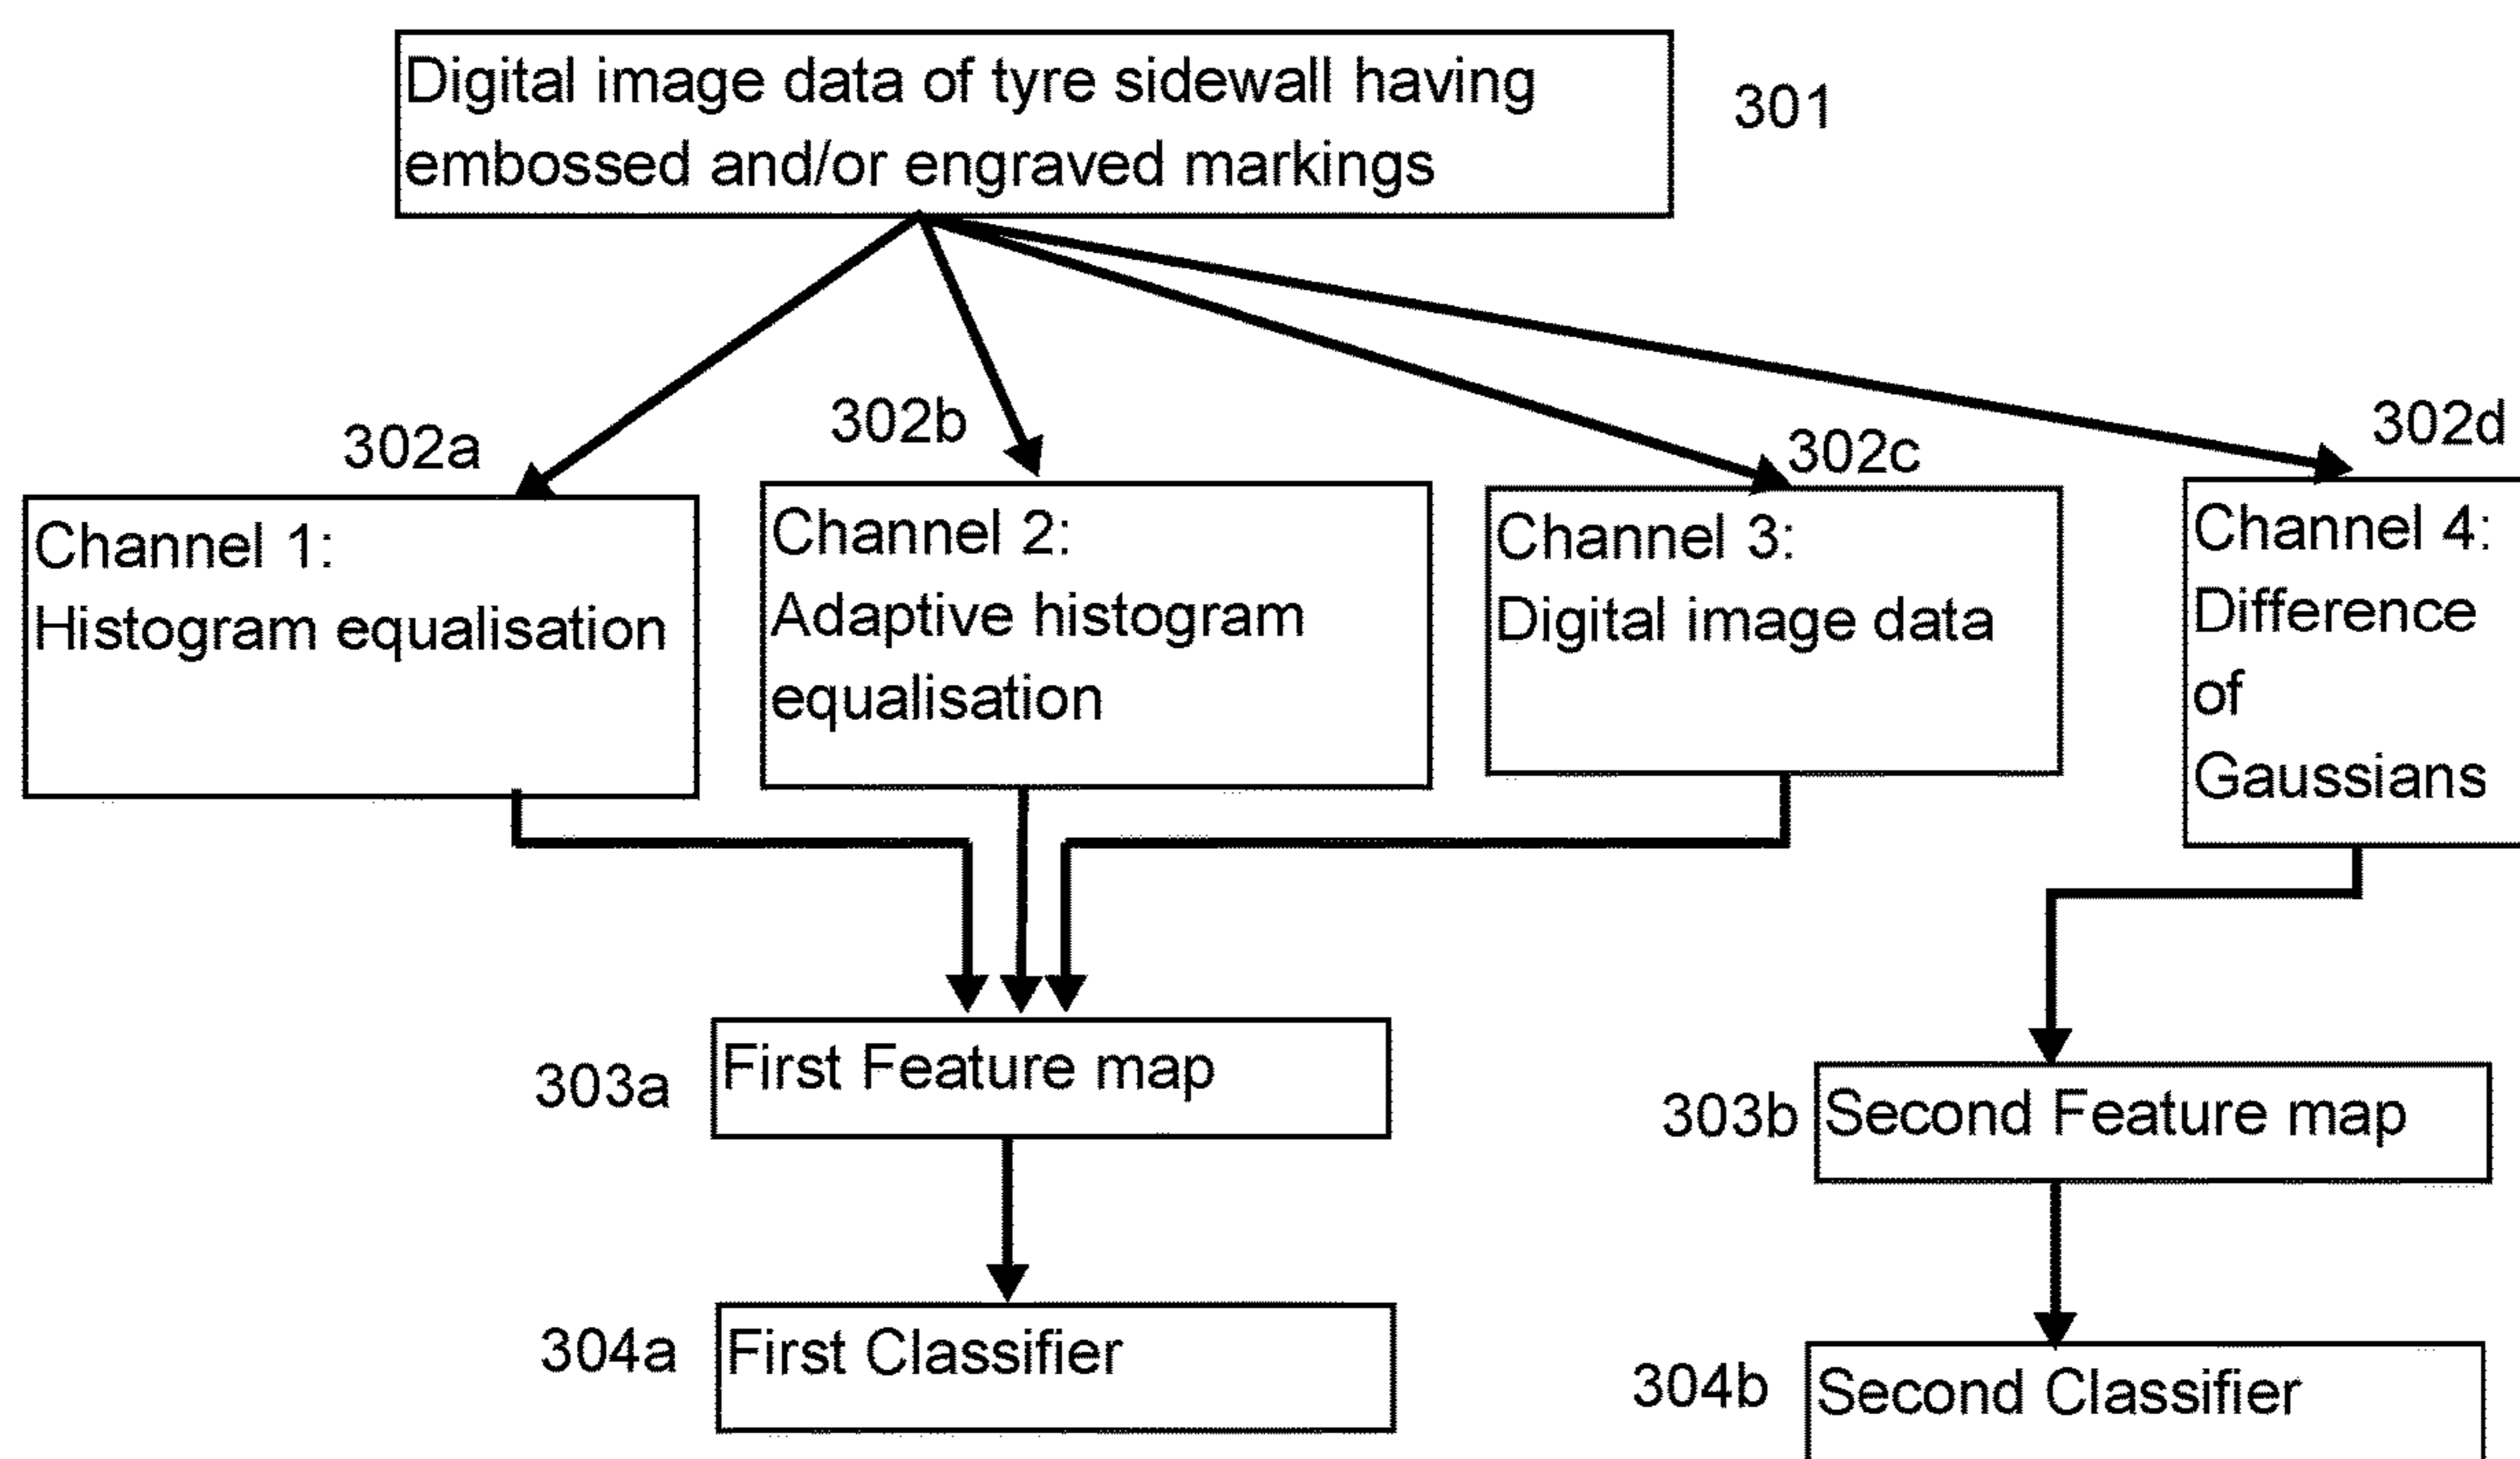 Digital image data of tyre sidewall having
embossed and/or engraved markings
301
302a
302b
302c
302d
Channel 1:
Histogram equalisation
Channel 2:
Adaptive histogram
equalisation
Channel 3:
Digital image data
Channel 4:
Difference
of
Gaussians
303a
First Feature map
303b
Second Feature map
304a
First Classifier
304b
Second Classifier